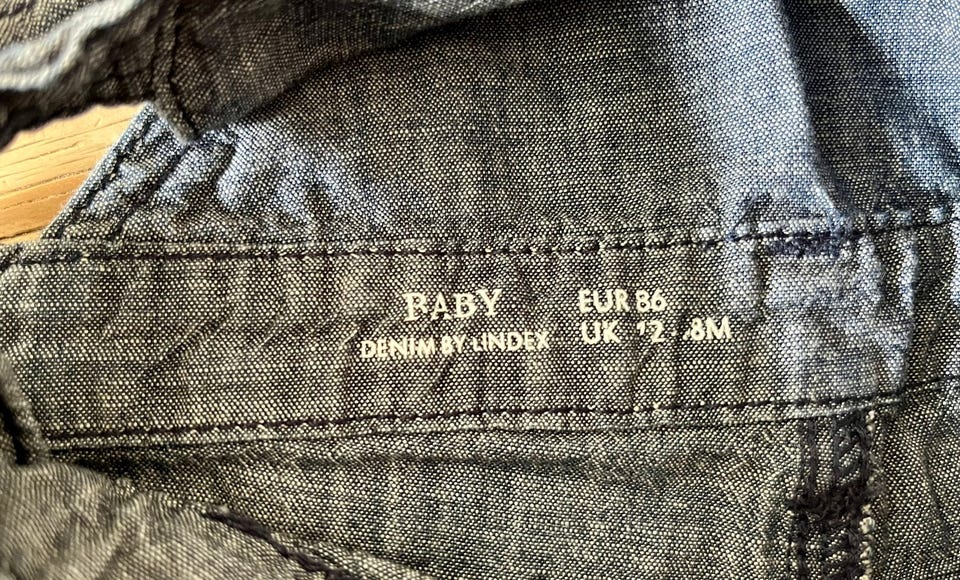 BABY
DENIM BY LINDEX
EUR 86
UK 12-18M